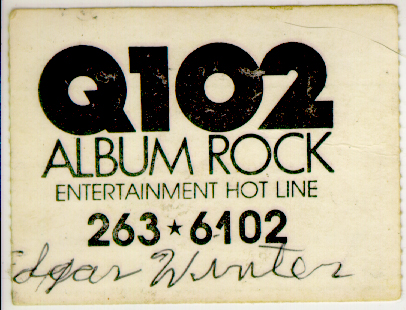 Q102
ALBUM ROCK
ENTERTAINMENT HOT LINE
263★6102
Edgar Winter